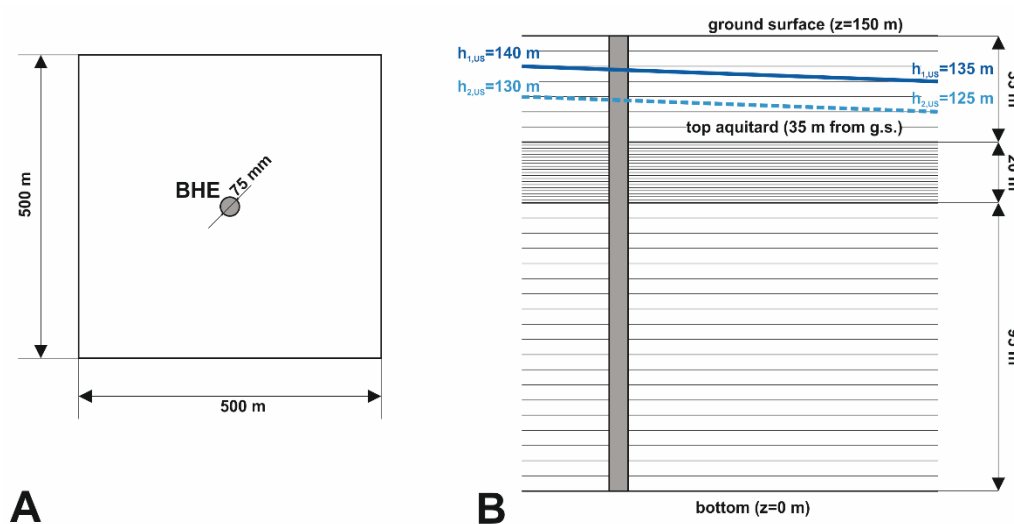 500 m
BHE
75 mm
500 m
A
ground surface (z=150 m)
h1,US=140 m
h1,US=135 m
h2,US=130 m
h2,US=125 m
top aquitard (35 m from g.s.)
bottom (z=0 m)
B